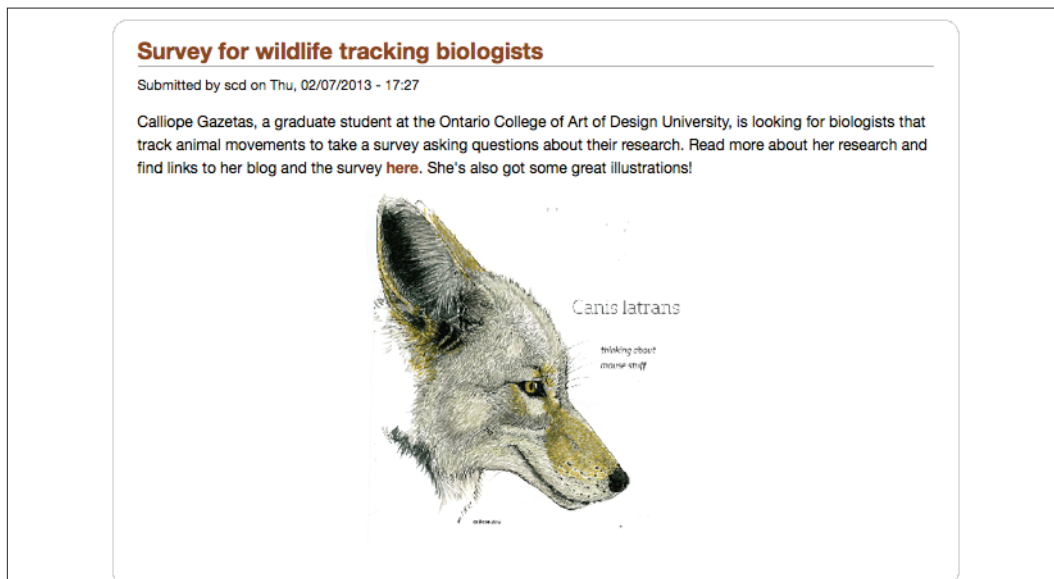 Survey for wildlife tracking biologists
Submitted by scd on Thu, 02/07/2013 - 17:27
Calliope Gazetas, a graduate student at the Ontario College of Art of Design University, is looking for biologists that
track animal movements to take a survey asking questions about their research. Read more about her research and
find links to her blog and the survey here. She's also got some great illustrations!
Canis latrans
thinking about
mouse stuff